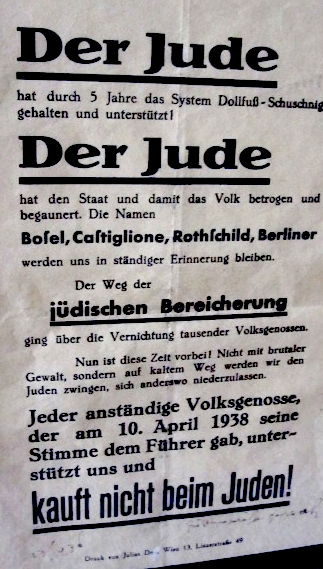 Der Jude
hat durch 5 Jahre das System Dollfuß-Schuschnig
gehalten und unterstützt!
Der Jude
hat den Staat und damit das Volk betrogen und
begaunert. Die Namen
Boſel, Caſtiglione, Rothſchild, Berliner
werden uns in ständiger Erinnerung bleiben.
Der Weg der
jüdischen Bereicherung
ging über die Vernichtung tausender Volksgenossen.
Nun ist diese Zeit vorbei! Nicht mit brutaler
Gewalt, sondern auf kaltem Weg werden wir den
Juden zwingen, sich anderswo niederzulassen.
Jeder anständige Volksgenosse,
der am 10. April 1938 seine
Stimme dem Führer gab, unter-
stützt uns und
kauft nicht beim Juden!
Druck von Julius Wien 13, Linzerstraße 49